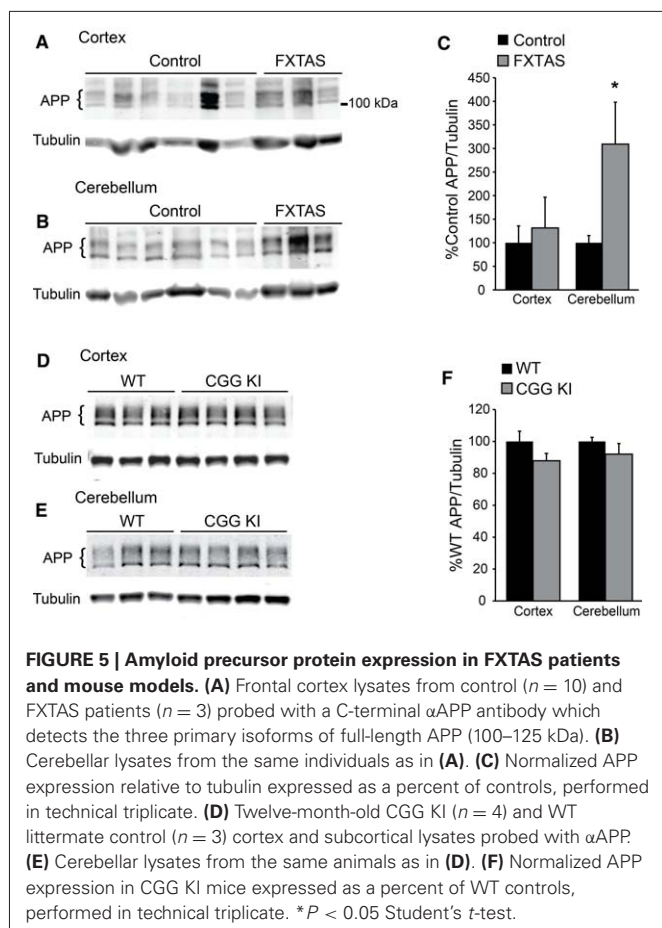 A Cortex
Control FXTAS
APP {
100 kDa
Tubulin
Cerebellum
B Control FXTAS
APP {
Tubulin
C
Control
FXTAS
%Control APP/Tubulin
450
400
350
300
250
200
150
100
50
0
*
Cortex Cerebellum
D Cortex
WT CGG KI
APP {
Tubulin
Cerebellum
E WT CGG KI
APP {
Tubulin
F
WT
CGG KI
%WT APP/Tubulin
120
100
80
60
40
20
0
Cortex Cerebellum
FIGURE 5 | Amyloid precursor protein expression in FXTAS patients
and mouse models. (A) Frontal cortex lysates from control (n = 10) and
FXTAS patients (n = 3) probed with a C-terminal αAPP antibody which
detects the three primary isoforms of full-length APP (100–125 kDa). (B)
Cerebellar lysates from the same individuals as in (A). (C) Normalized APP
expression relative to tubulin expressed as a percent of controls, performed
in technical triplicate. (D) Twelve-month-old CGG KI (n = 4) and WT
littermate control (n = 3) cortex and subcortical lysates probed with αAPP.
(E) Cerebellar lysates from the same animals as in (D). (F) Normalized APP
expression in CGG KI mice expressed as a percent of WT controls,
performed in technical triplicate. *P < 0.05 Student's t-test.